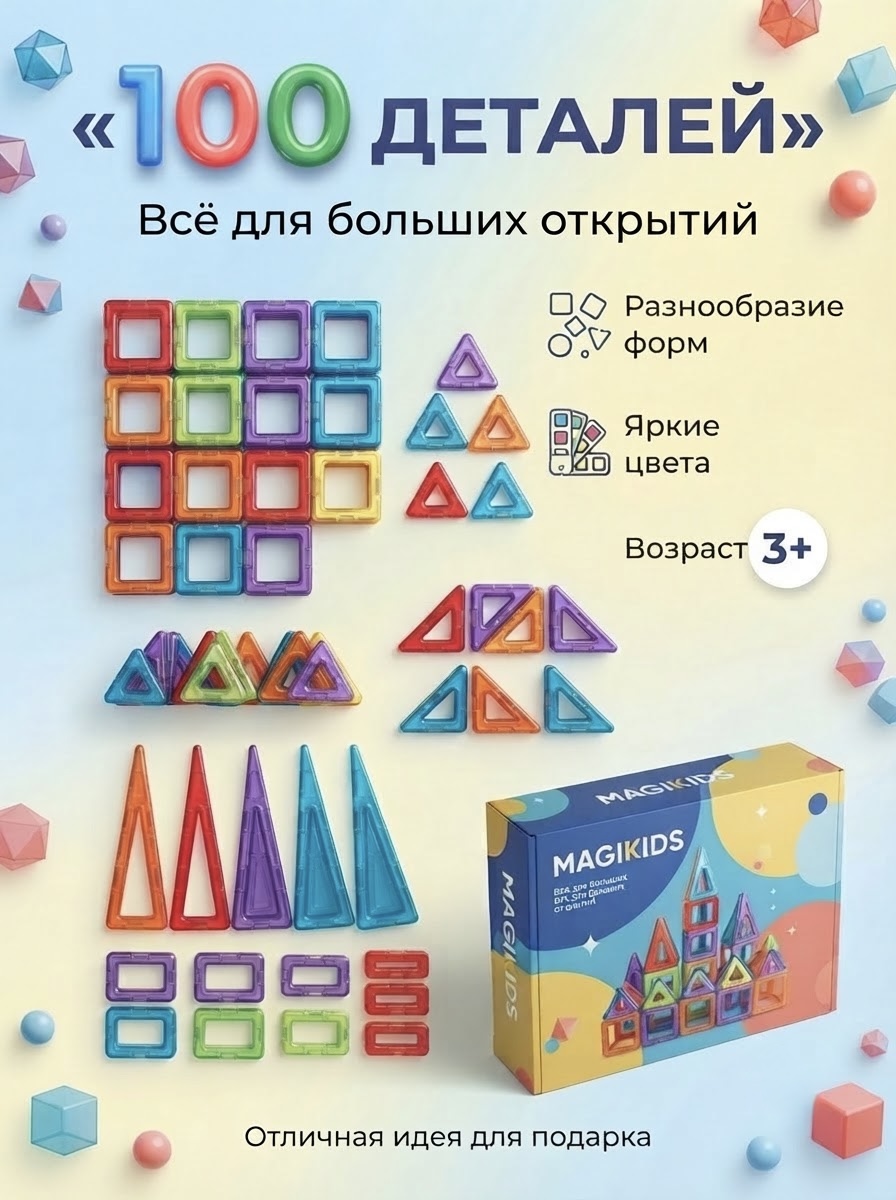 «100 ДЕТАЛЕЙ»
Всё для больших открытий
Разнообразие
форм
Яркие
цвета
Возраст 3+
MAGIKIDS
MAGIKIDS
MAGIKIDS
Отличная идея для подарка